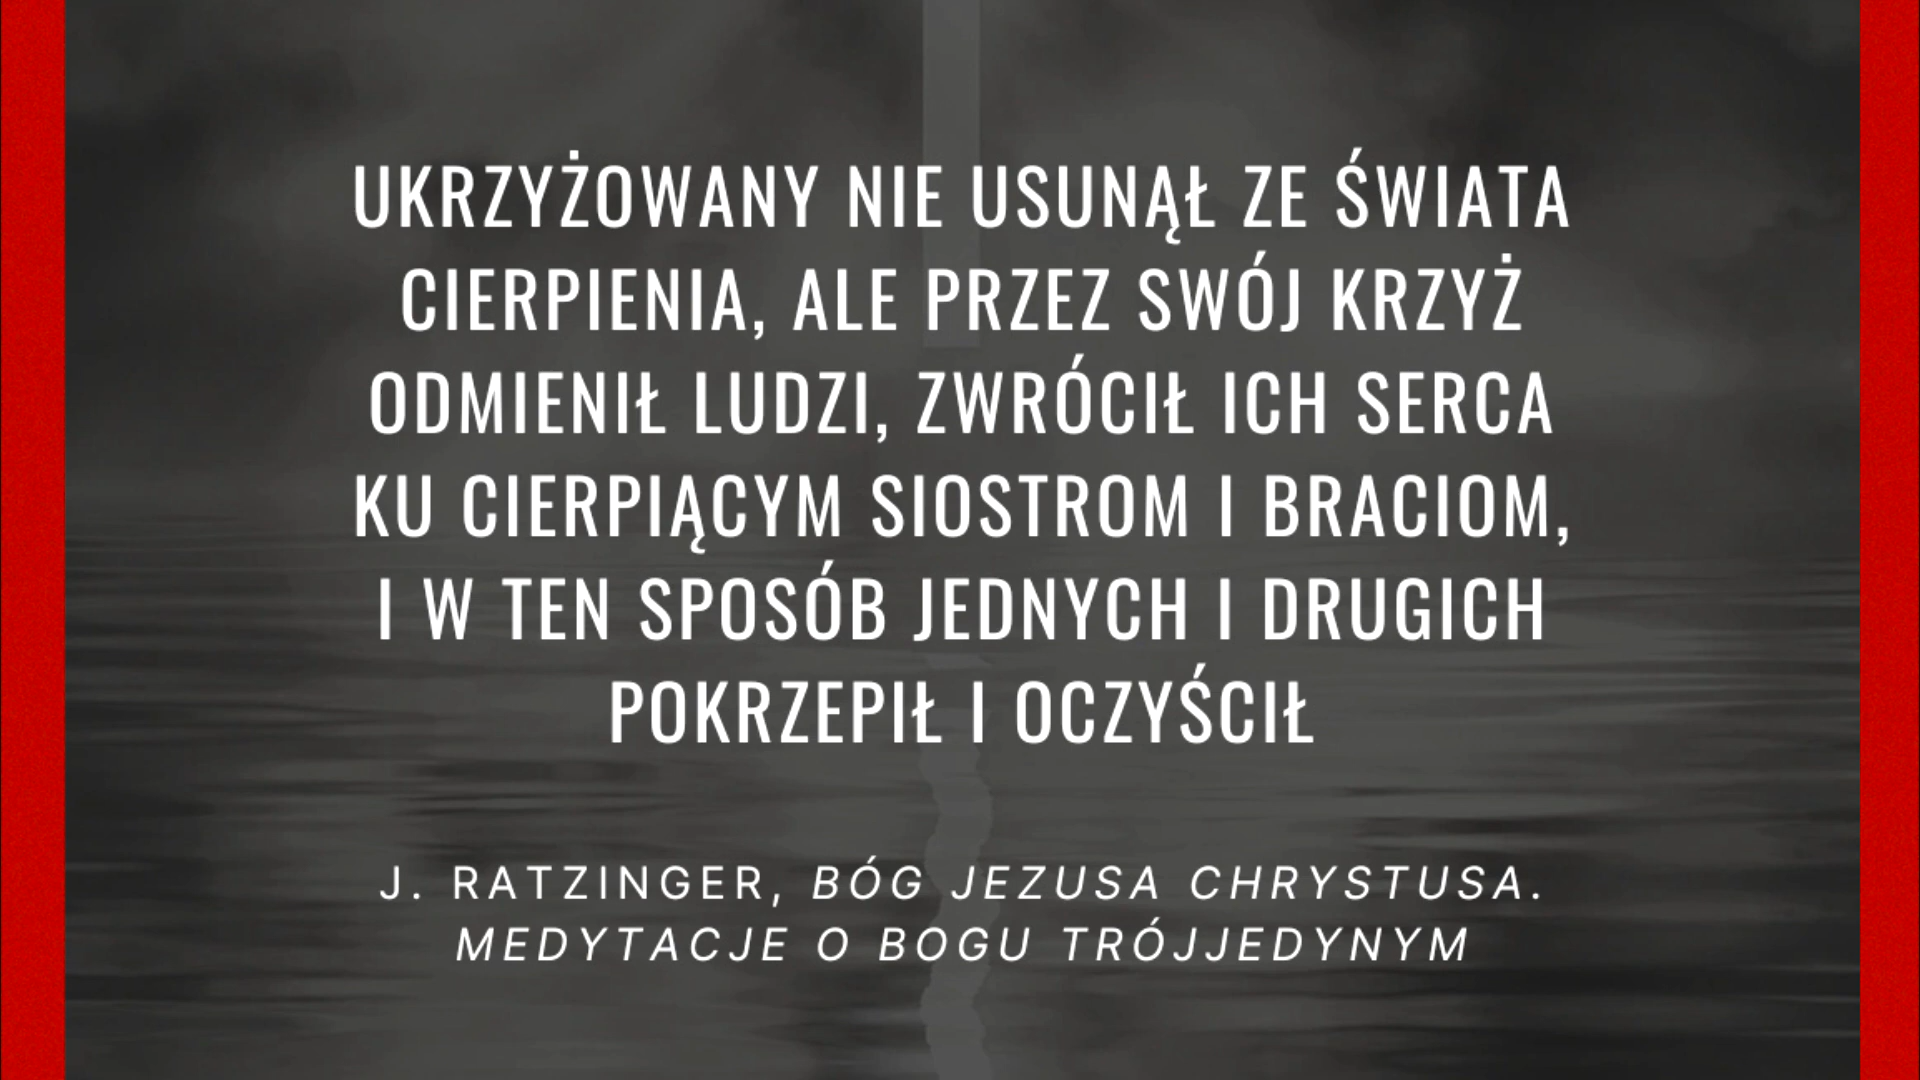 UKRZYŻOWANY NIE USUNĄŁ ZE ŚWIATA
CIERPIENIA, ALE PRZEZ SWÓJ KRZYŻ
ODMIENIŁ LUDZI, ZWRÓCIŁ ICH SERCA
KU CIERPIĄCYM SIOSTROM I BRACIOM,
I W TEN SPOSÓB JEDNYCH I DRUGICH
POKRZEPIŁ I OCZYŚCIŁ
J. RATZINGER, BÓG JEZUSA CHRYSTUSA.
MEDYTACJE O BOGU TRÓJJEDYNYM